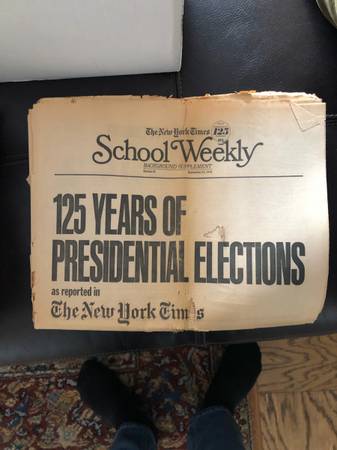 The New York Times 125
School Weekly
BACKGROUND SUPPLEMENT
125 YEARS OF
PRESIDENTIAL ELECTIONS
as reported in
The New York Times